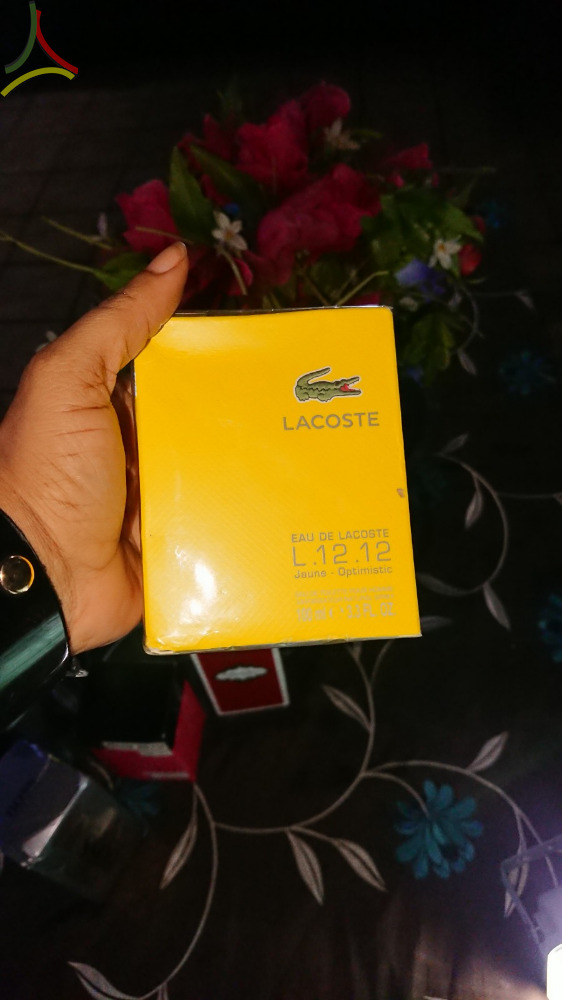 LACOSTE
EAU DE LACOSTE
L.12.12
Jaune - Optimistic